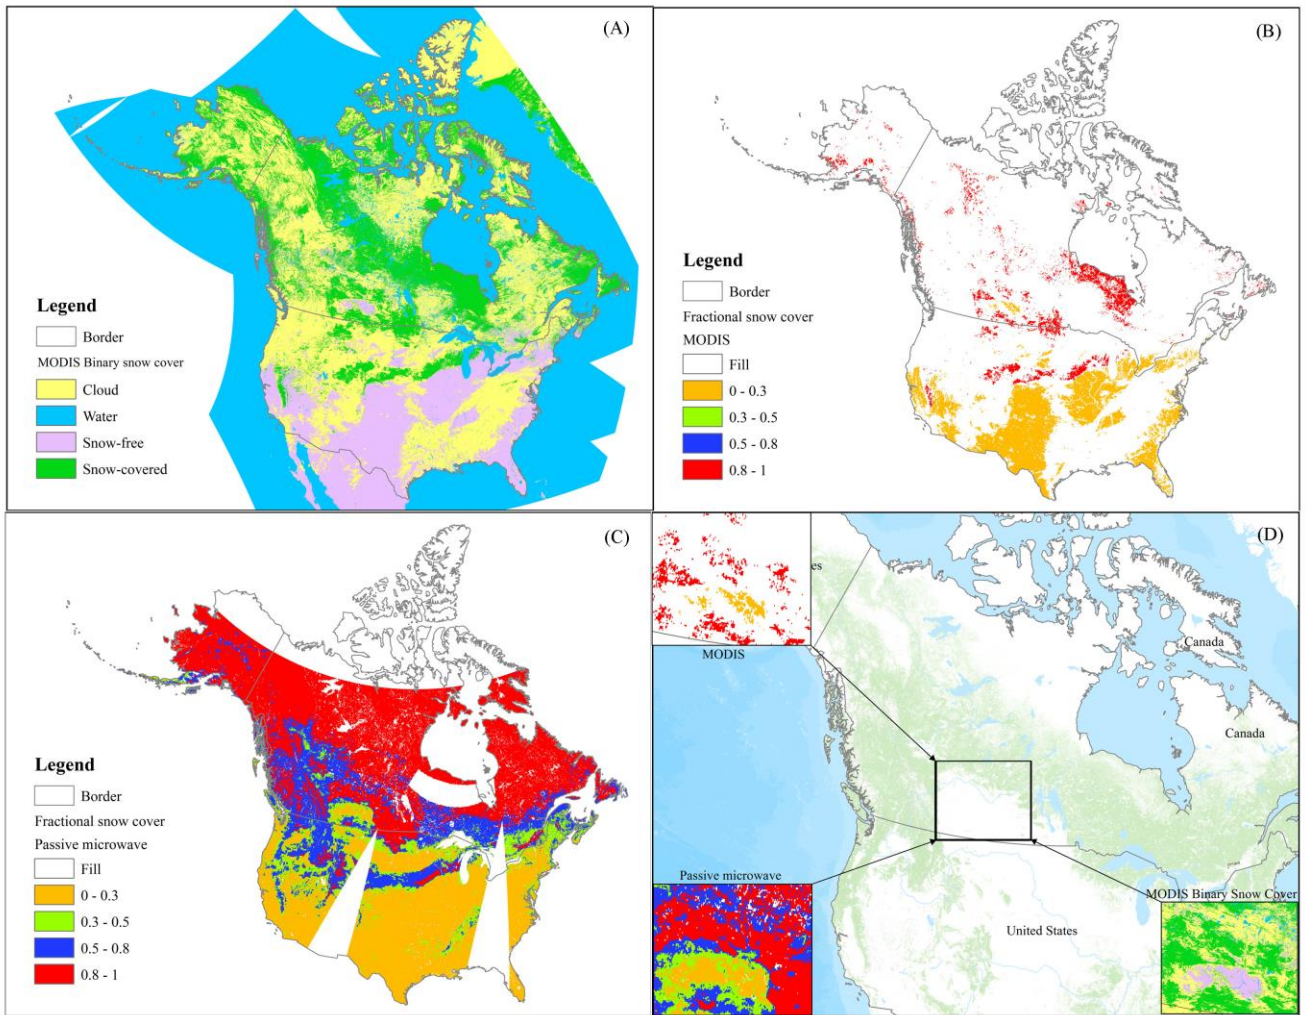 (A)
Legend
Border
MODIS Binary snow cover
Cloud
Water
Snow-free
Snow-covered
(B)
Legend
Border
Fractional snow cover
MODIS
Fill
0 - 0.3
0.3 - 0.5
0.5 - 0.8
0.8 - 1
(C)
Legend
Border
Fractional snow cover
Passive microwave
Fill
0 - 0.3
0.3 - 0.5
0.5 - 0.8
0.8 - 1
(D)
es
MODIS
Canada
Canada
Passive microwave
MODIS Binary Snow Cover
United States